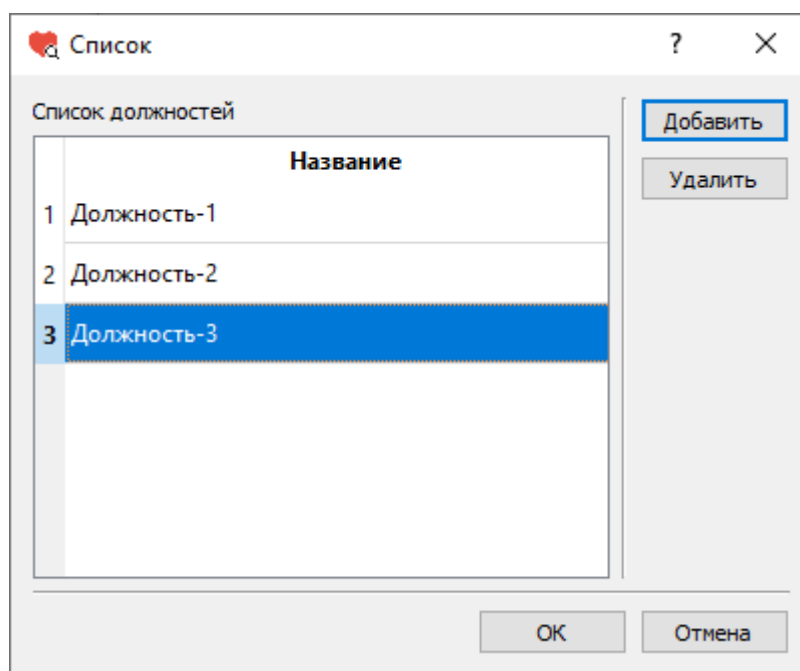 Список
?
Список должностей
Название
1 Должность-1
2 Должность-2
3 Должность-3
Добавить
Удалить
OK
Отмена